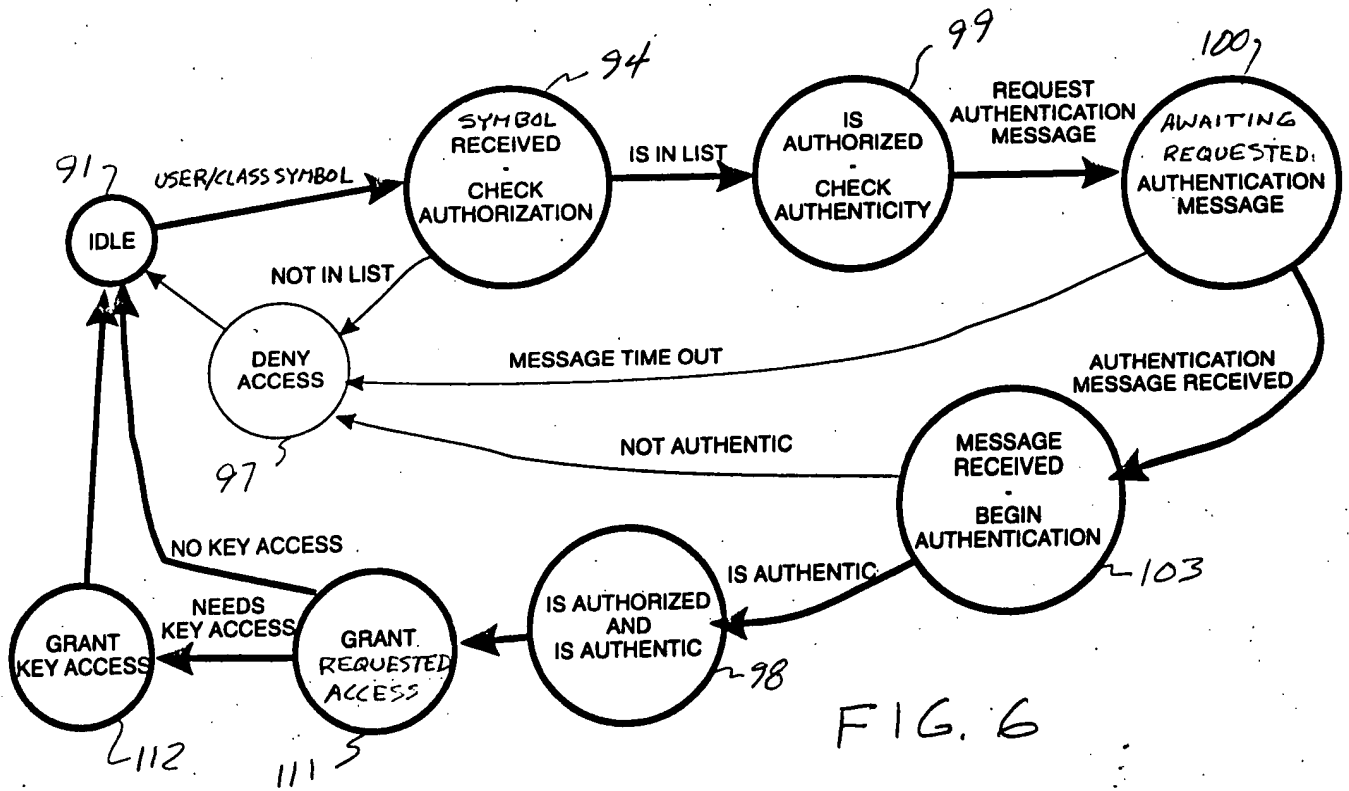 94
99
100
91
USER/CLASS SYMBOL
SYMBOL
RECEIVED
-
CHECK
AUTHORIZATION
IS IN LIST
IS
AUTHORIZED
-
CHECK
AUTHENTICITY
REQUEST
AUTHENTICATION
MESSAGE
AWAITING
REQUESTED
AUTHENTICATION
MESSAGE
IDLE
NOT IN LIST
DENY
ACCESS
97
MESSAGE TIME OUT
AUTHENTICATION
MESSAGE RECEIVED
NOT AUTHENTIC
MESSAGE
RECEIVED
-
BEGIN
AUTHENTICATION
103
NO KEY ACCESS
IS AUTHENTIC
NEEDS
KEY ACCESS
IS AUTHORIZED
AND
IS AUTHENTIC
98
GRANT
KEY ACCESS
112
GRANT
REQUESTED
ACCESS
111
FIG. 6